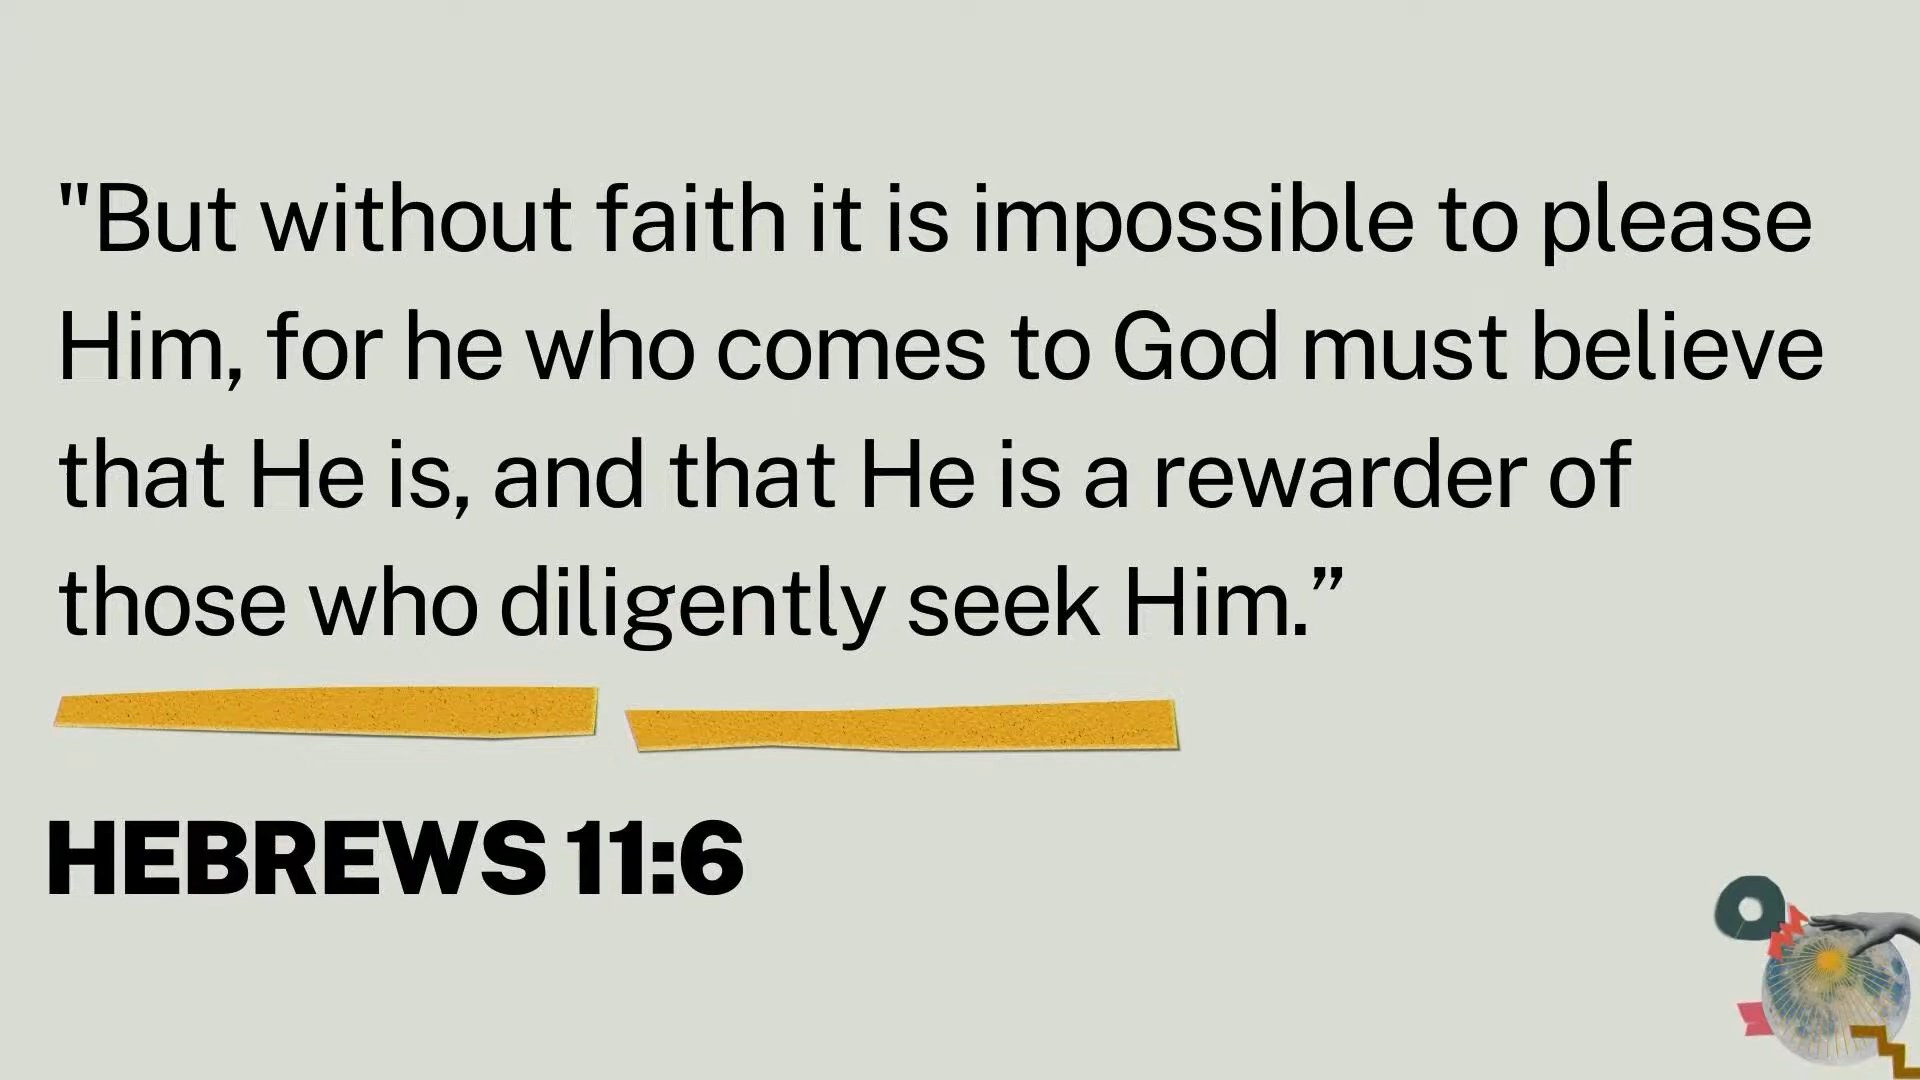 "But without faith it is impossible to please
Him, for he who comes to God must believe
that He is, and that He is a rewarder of
those who diligently seek Him.”
HEBREWS 11:6